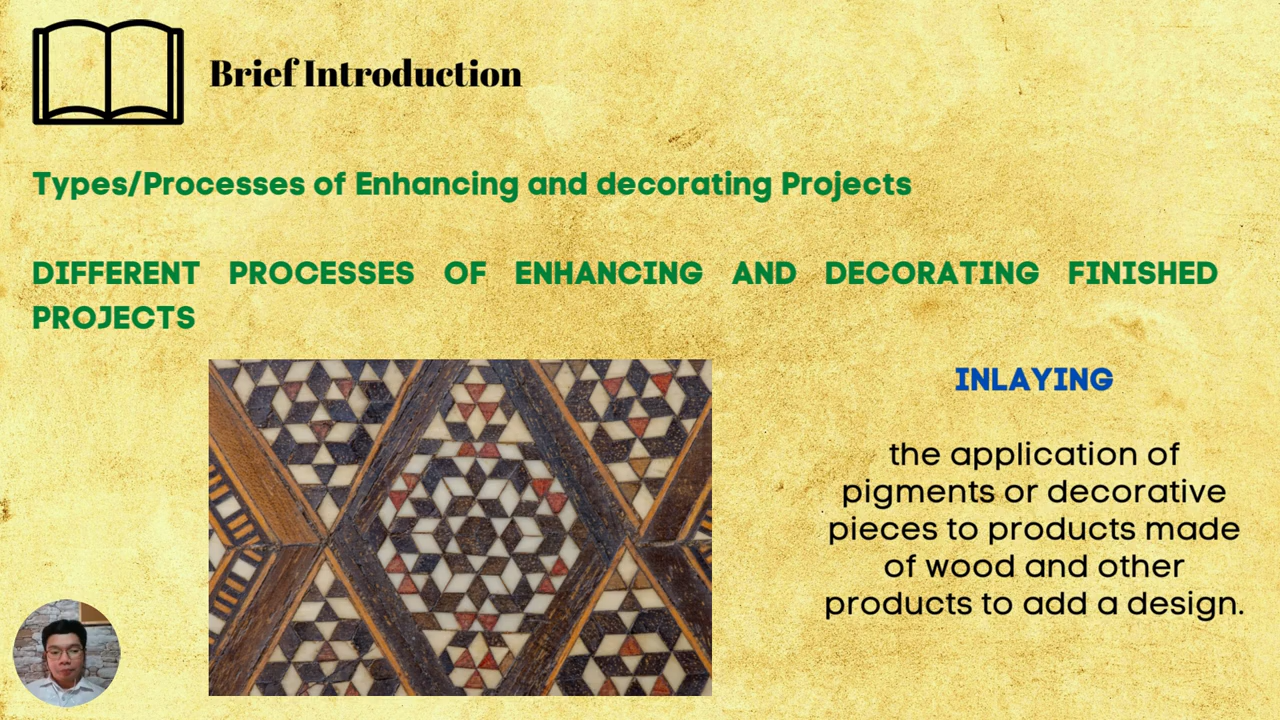 Brief Introduction
Types/Processes of Enhancing and decorating Projects
DIFFERENT PROCESSES OF ENHANCING AND DECORATING FINISHED
PROJECTS
INLAYING
the application of
pigments or decorative
pieces to products made
of wood and other
products to add a design.